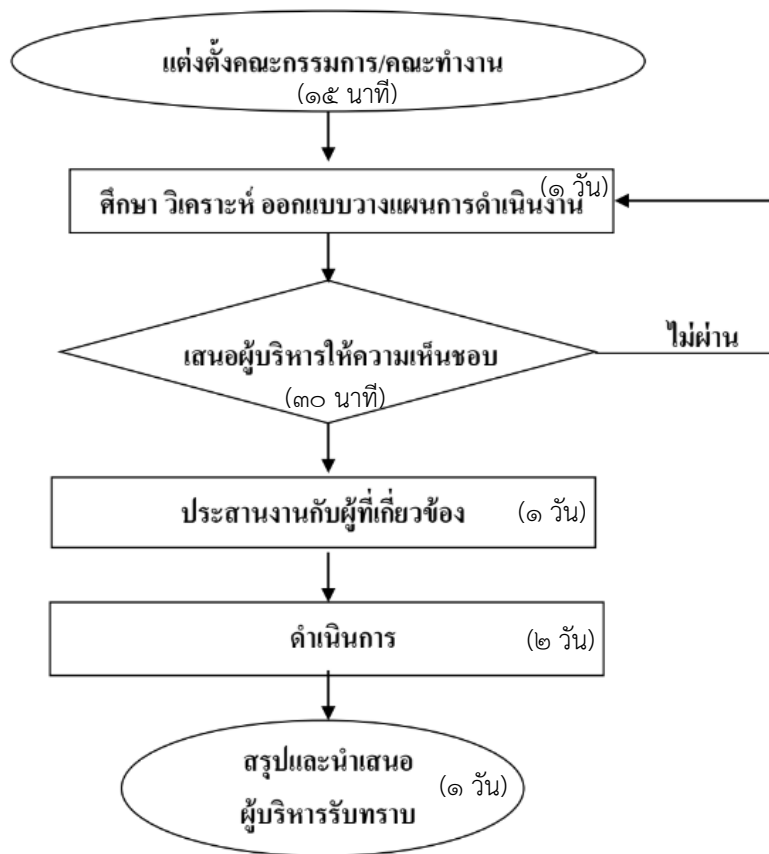 แต่งตั้งคณะกรรมการ/คณะทำงาน
(๑๕ นาที)
(๑ วัน)
ศึกษา วิเคราะห์ ออกแบบวางแผนการดำเนินงาน
ไม่ผ่าน
เสนอผู้บริหารให้ความเห็นชอบ
(๓๐ นาที)
ประสานงานกับผู้ที่เกี่ยวข้อง (๑ วัน)
ดำเนินการ (๒ วัน)
สรุปและนำเสนอ
(๑ วัน)
ผู้บริหารรับทราบ